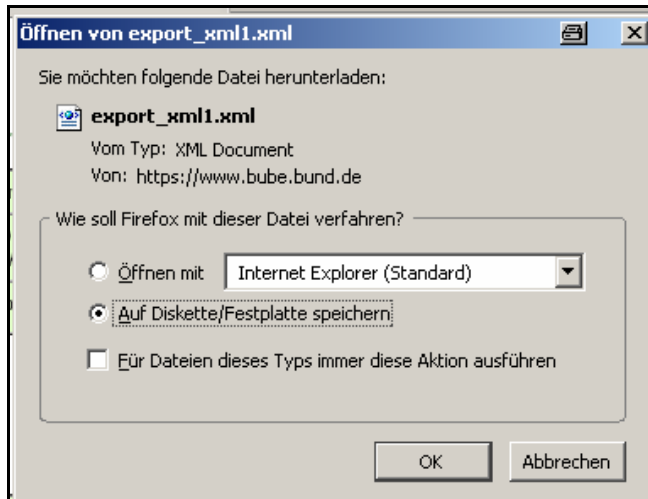 Öffnen von export_xml1.xml
Sie möchten folgende Datei herunterladen:
export_xml1.xml
Vom Typ: XML Document
Von: https://www.bube.bund.de
Wie soll Firefox mit dieser Datei verfahren?
Öffnen mit Internet Explorer (Standard)
Auf Diskette/Festplatte speichern
Für Dateien dieses Typs immer diese Aktion ausführen
OK Abbrechen